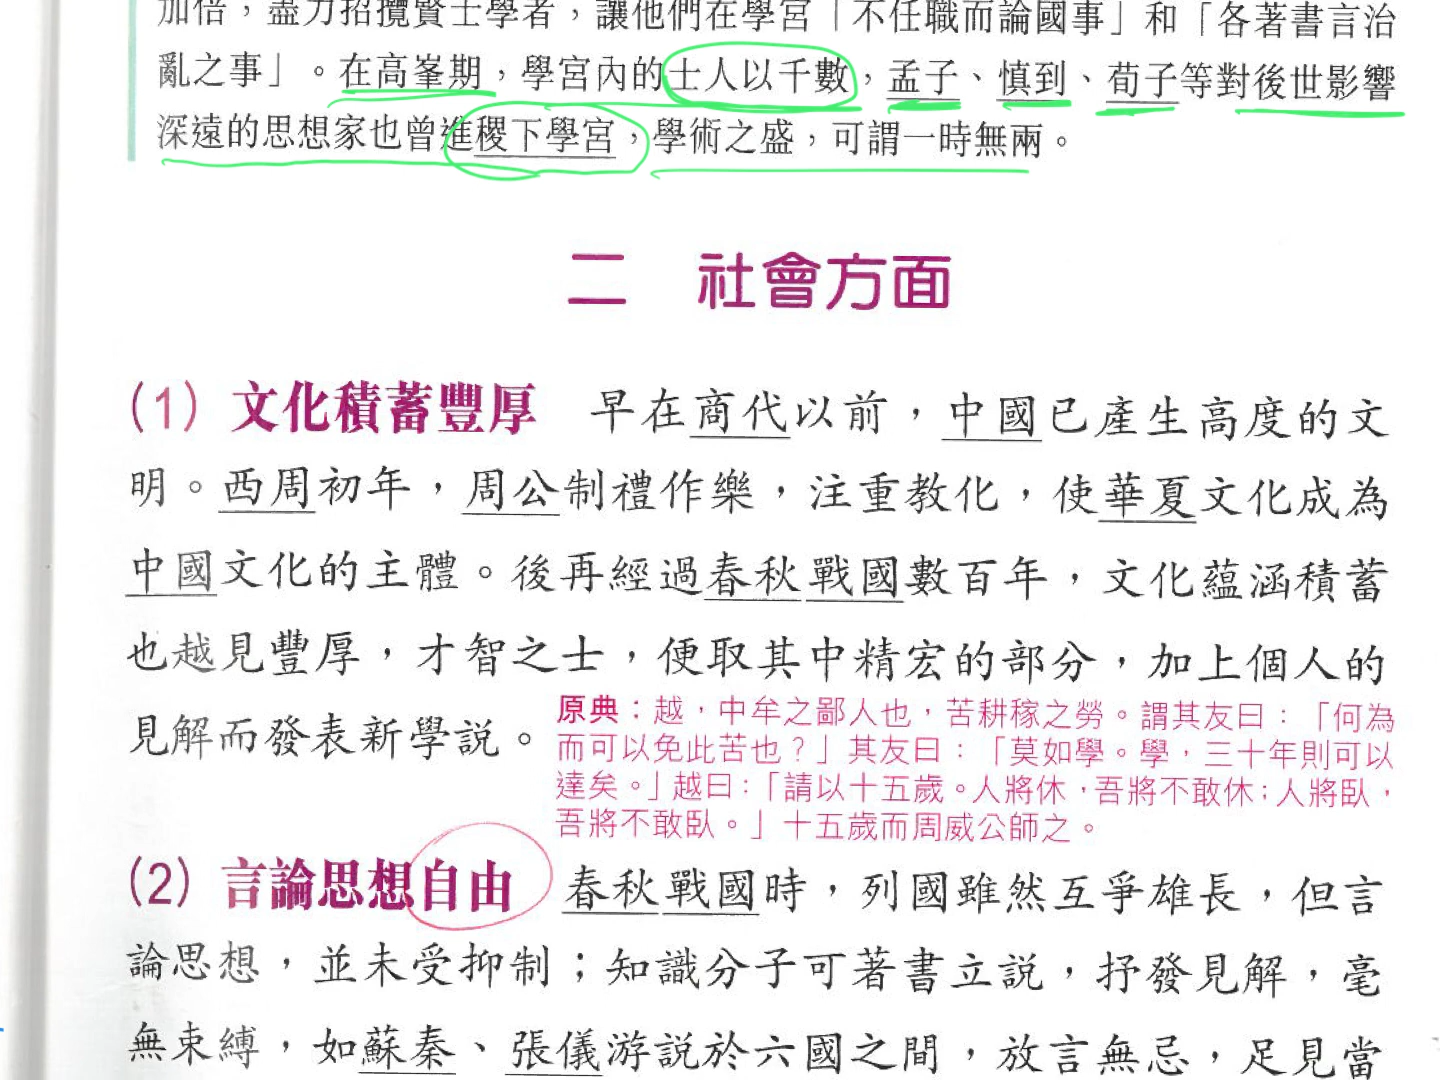 加倍，盡力招攬賢士學者，讓他們在學宮「不任職而論國事」和「各著書言治
亂之事」。在高峯期，學宮內的士人以千數，孟子、慎到、荀子等對後世影響
深遠的思想家也曾進稷下學宮，學術之盛，可謂一時無兩。
二 社會方面
(1) 文化積蓄豐厚 早在商代以前，中國已產生高度的文
明。西周初年，周公制禮作樂，注重教化，使華夏文化成為
中國文化的主體。後再經過春秋戰國數百年，文化蘊涵積蓄
也越見豐厚，才智之士，便取其中精宏的部分，加上個人的
見解而發表新學說。
原典：越，中牟之鄙人也，苦耕稼之勞。謂其友曰：「何為
而可以免此苦也？」其友曰：「莫如學。學，三十年則可以
達矣。」越曰：「請以十五歲。人將休，吾將不敢休；人將臥，
吾將不敢臥。」十五歲而周威公師之。
(2) 言論思想自由 春秋戰國時，列國雖然互爭雄長，但言
論思想，並未受抑制；知識分子可著書立說，抒發見解，毫
無束縛，如蘇秦、張儀游說於六國之間，放言無忌，足見當